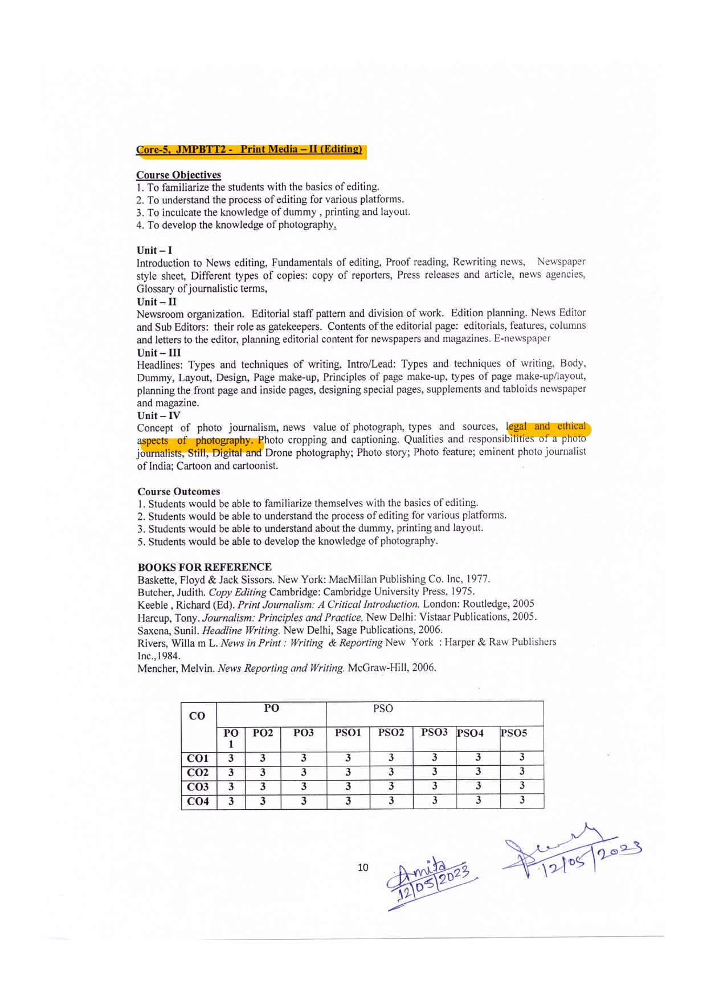 Core-5, JMPBTT2 - Print Media – II (Editing)
Course Objectives
1. To familiarize the students with the basics of editing.
2. To understand the process of editing for various platforms.
3. To inculcate the knowledge of dummy , printing and layout.
4. To develop the knowledge of photography.
Unit – I
Introduction to News editing, Fundamentals of editing, Proof reading, Rewriting news, Newspaper
style sheet, Different types of copies: copy of reporters, Press releases and article, news agencies,
Glossary of journalistic terms,
Unit – II
Newsroom organization. Editorial staff pattern and division of work. Edition planning. News Editor
and Sub Editors: their role as gatekeepers. Contents of the editorial page: editorials, features, columns
and letters to the editor, planning editorial content for newspapers and magazines. E-newspaper
Unit – III
Headlines: Types and techniques of writing, Intro/Lead: Types and techniques of writing, Body,
Dummy, Layout, Design, Page make-up, Principles of page make-up, types of page make-up/layout,
planning the front page and inside pages, designing special pages, supplements and tabloids newspaper
and magazine.
Unit – IV
Concept of photo journalism, news value of photograph, types and sources, legal and ethical
aspects of photography. Photo cropping and captioning. Qualities and responsibilities of a photo
journalists, Still, Digital and Drone photography; Photo story; Photo feature; eminent photo journalist
of India; Cartoon and cartoonist.
Course Outcomes
1. Students would be able to familiarize themselves with the basics of editing.
2. Students would be able to understand the process of editing for various platforms.
3. Students would be able to understand about the dummy, printing and layout.
5. Students would be able to develop the knowledge of photography.
BOOKS FOR REFERENCE
Baskette, Floyd & Jack Sissors. New York: MacMillan Publishing Co. Inc, 1977.
Butcher, Judith. Copy Editing Cambridge: Cambridge University Press, 1975.
Keeble , Richard (Ed). Print Journalism: A Critical Introduction. London: Routledge, 2005
Harcup, Tony. Journalism: Principles and Practice, New Delhi: Vistaar Publications, 2005.
Saxena, Sunil. Headline Writing. New Delhi, Sage Publications, 2006.
Rivers, Willa m L. News in Print : Writing & Reporting New York : Harper & Raw Publishers
Inc.,1984.
Mencher, Melvin. News Reporting and Writing. McGraw-Hill, 2006.
CO PO PSO
PO 1 PO2 PO3 PSO1 PSO2 PSO3 PSO4 PSO5
CO1 3 3 3 3 3 3 3 3
CO2 3 3 3 3 3 3 3 3
CO3 3 3 3 3 3 3 3 3
CO4 3 3 3 3 3 3 3 3
10
Amita
12/05/2023
12/05/2023